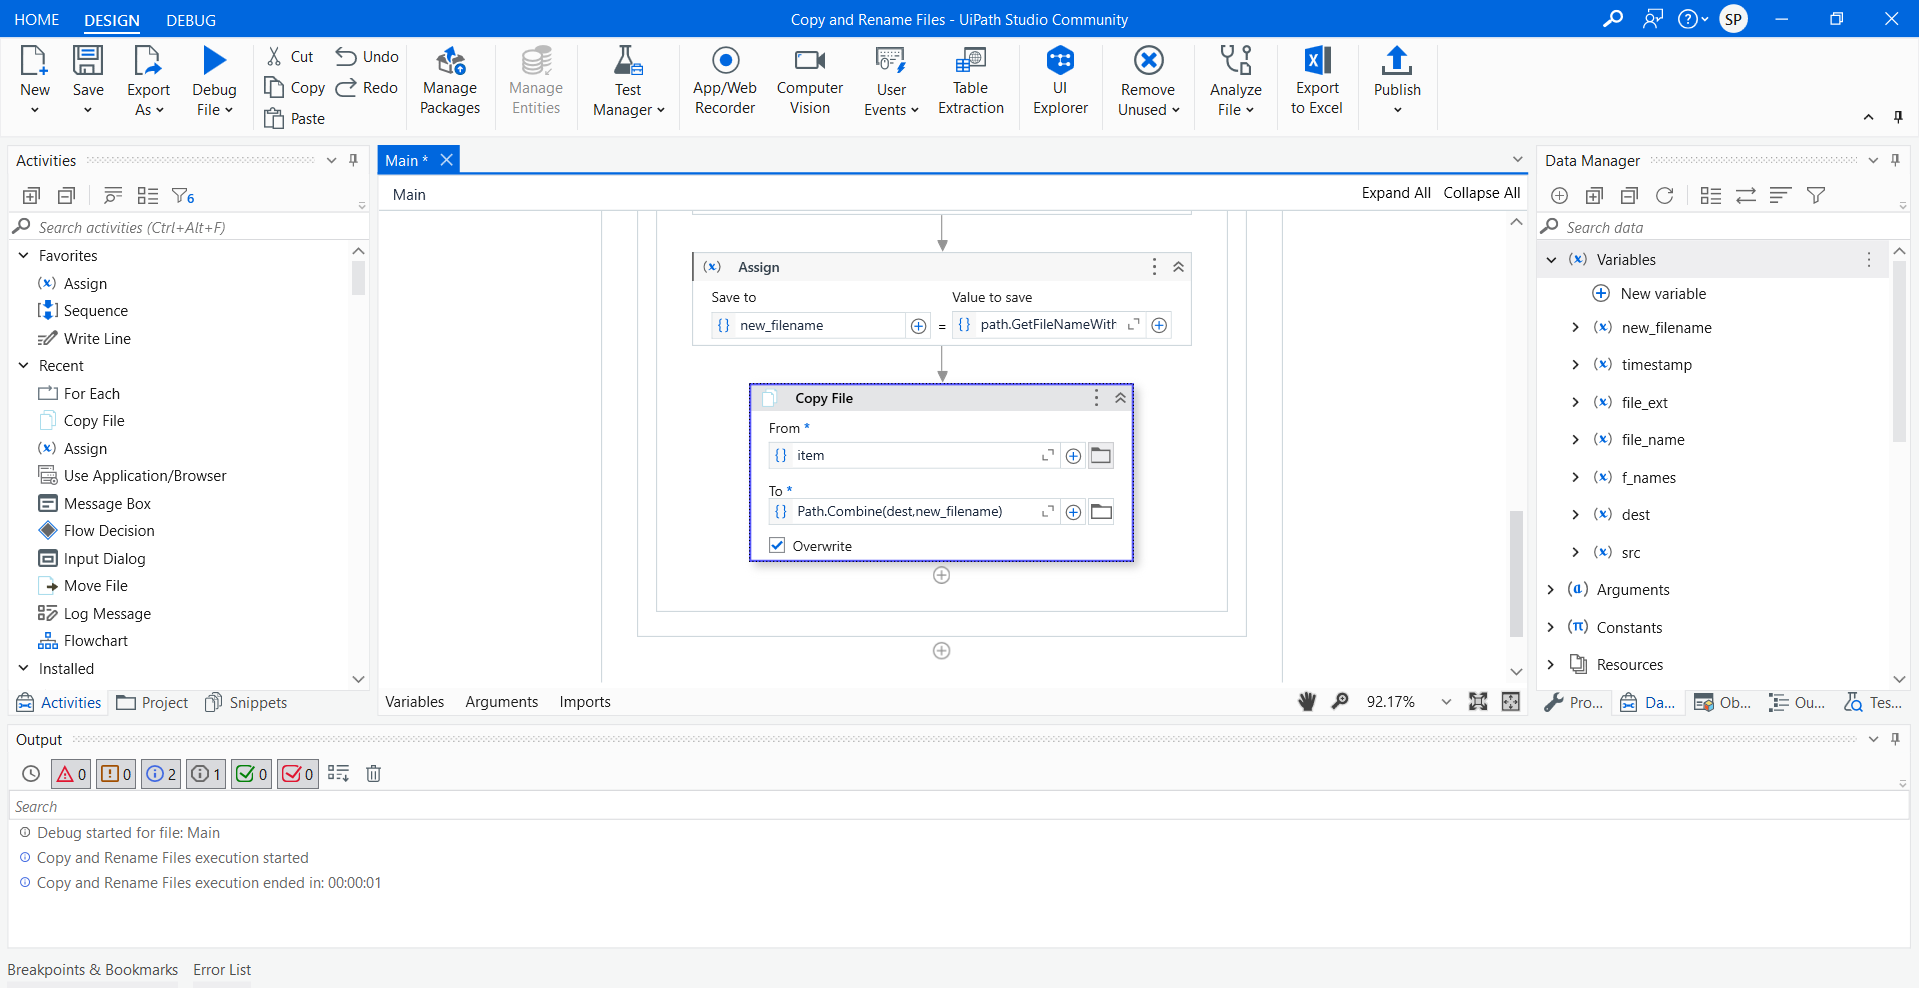 HOME DESIGN DEBUG
Copy and Rename Files - UiPath Studio Community
SP
New
Save
Export
As
Debug
File
Cut
Copy
Paste
Undo
Redo
Manage
Packages
Manage
Entities
Test
Manager
App/Web
Recorder
Computer
Vision
User
Events
Table
Extraction
UI
Explorer
Remove
Unused
Analyze
File
Export
to Excel
Publish
Activities
6
Search activities (Ctrl+Alt+F)
Favorites
Assign
Sequence
Write Line
Recent
For Each
Copy File
Assign
Use Application/Browser
Message Box
Flow Decision
Input Dialog
Move File
Log Message
Flowchart
Installed
Activities Project Snippets
Main *
Main
Expand All Collapse All
(x) Assign
Save to Value to save
{} new_filename = {} path.GetFileNameWith
Copy File
From *
{} item
To *
{} Path.Combine(dest,new_filename)
Overwrite
Variables Arguments Imports
92.17%
Data Manager
Search data
(x) Variables
New variable
(x) new_filename
(x) timestamp
(x) file_ext
(x) file_name
(x) f_names
(x) dest
(x) src
(a) Arguments
(π) Constants
Resources
Pro... Da... Ob... Ou... Tes...
Output
0 0 2 1 0 0
Search
Debug started for file: Main
Copy and Rename Files execution started
Copy and Rename Files execution ended in: 00:00:01
Breakpoints & Bookmarks Error List